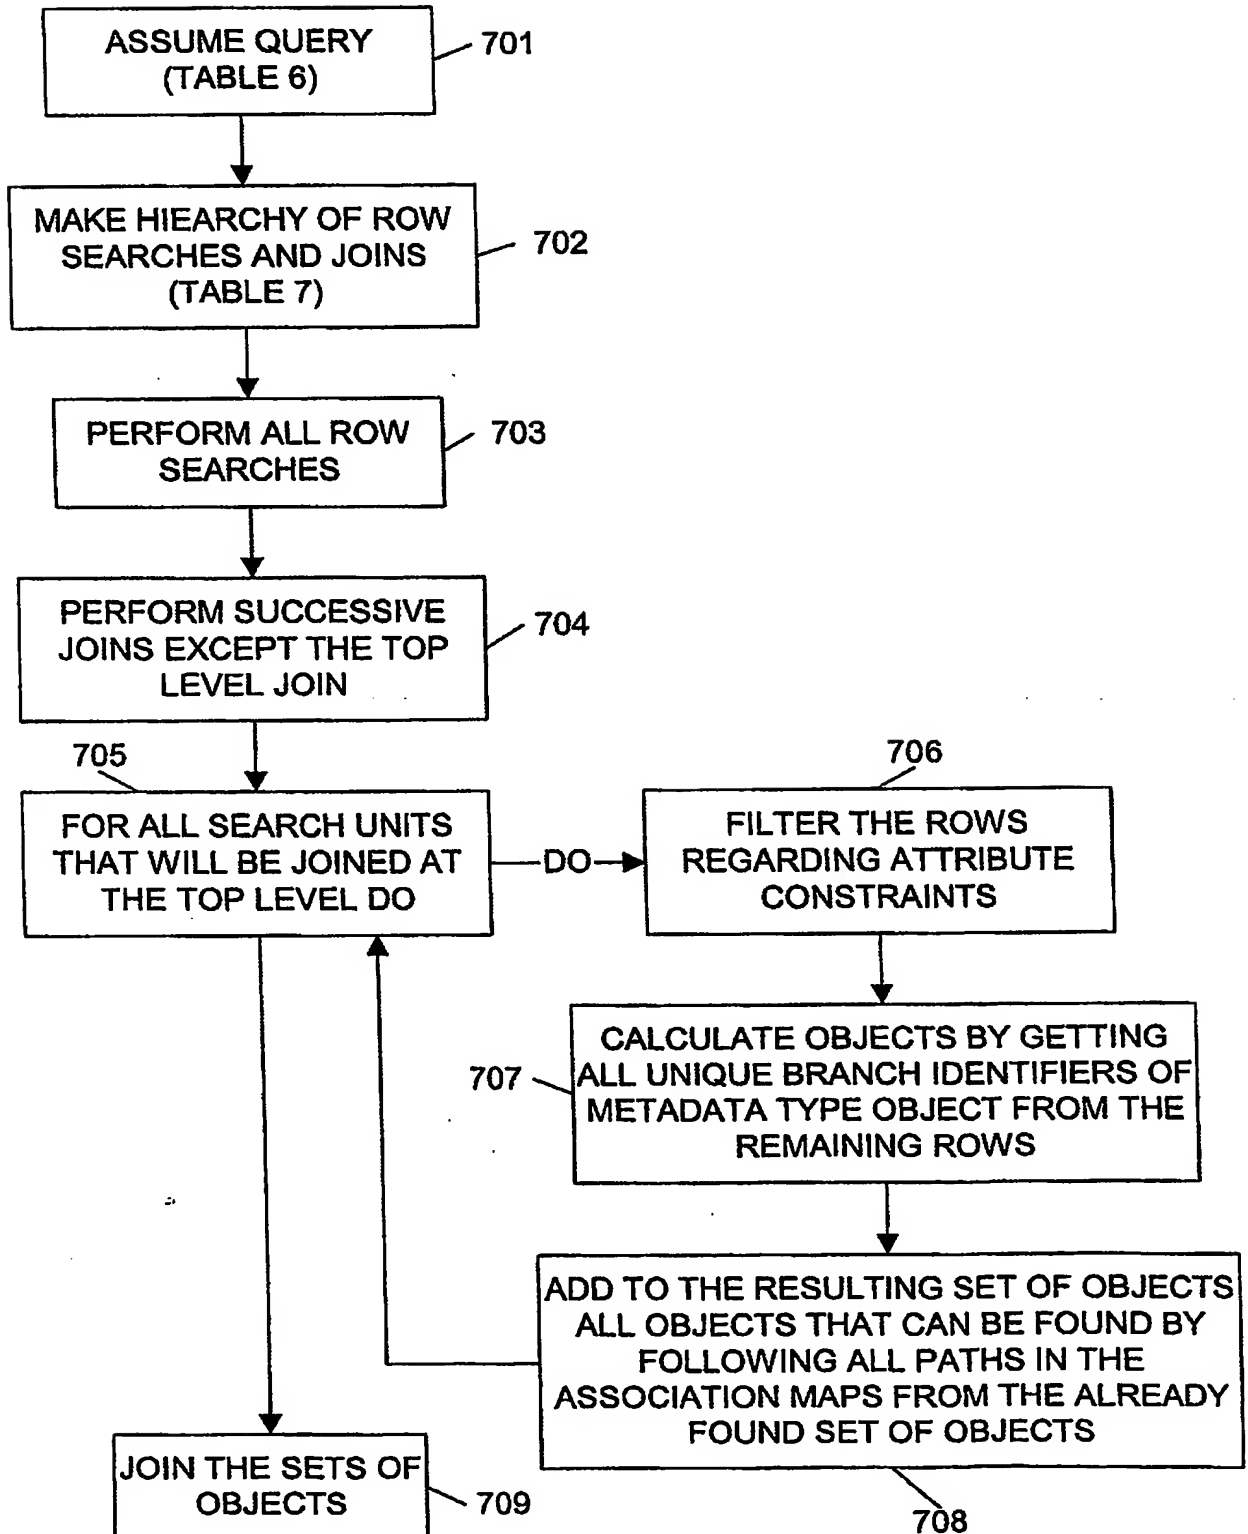 ASSUME QUERY
(TABLE 6)
701
MAKE HIEARCHY OF ROW
SEARCHES AND JOINS
(TABLE 7)
702
PERFORM ALL ROW
SEARCHES
703
PERFORM SUCCESSIVE
JOINS EXCEPT THE TOP
LEVEL JOIN
704
705
FOR ALL SEARCH UNITS
THAT WILL BE JOINED AT
THE TOP LEVEL DO
DO
706
FILTER THE ROWS
REGARDING ATTRIBUTE
CONSTRAINTS
707
CALCULATE OBJECTS BY GETTING
ALL UNIQUE BRANCH IDENTIFIERS OF
METADATA TYPE OBJECT FROM THE
REMAINING ROWS
ADD TO THE RESULTING SET OF OBJECTS
ALL OBJECTS THAT CAN BE FOUND BY
FOLLOWING ALL PATHS IN THE
ASSOCIATION MAPS FROM THE ALREADY
FOUND SET OF OBJECTS
708
JOIN THE SETS OF
OBJECTS
709